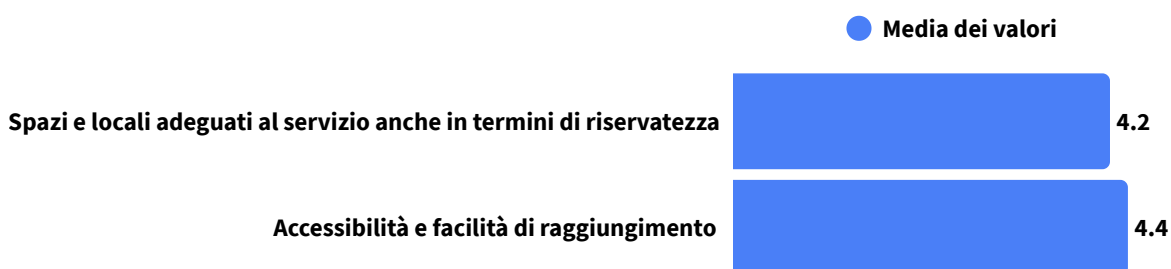 Media dei valori
Spazi e locali adeguati al servizio anche in termini di riservatezza
4.2
Accessibilità e facilità di raggiungimento
4.4